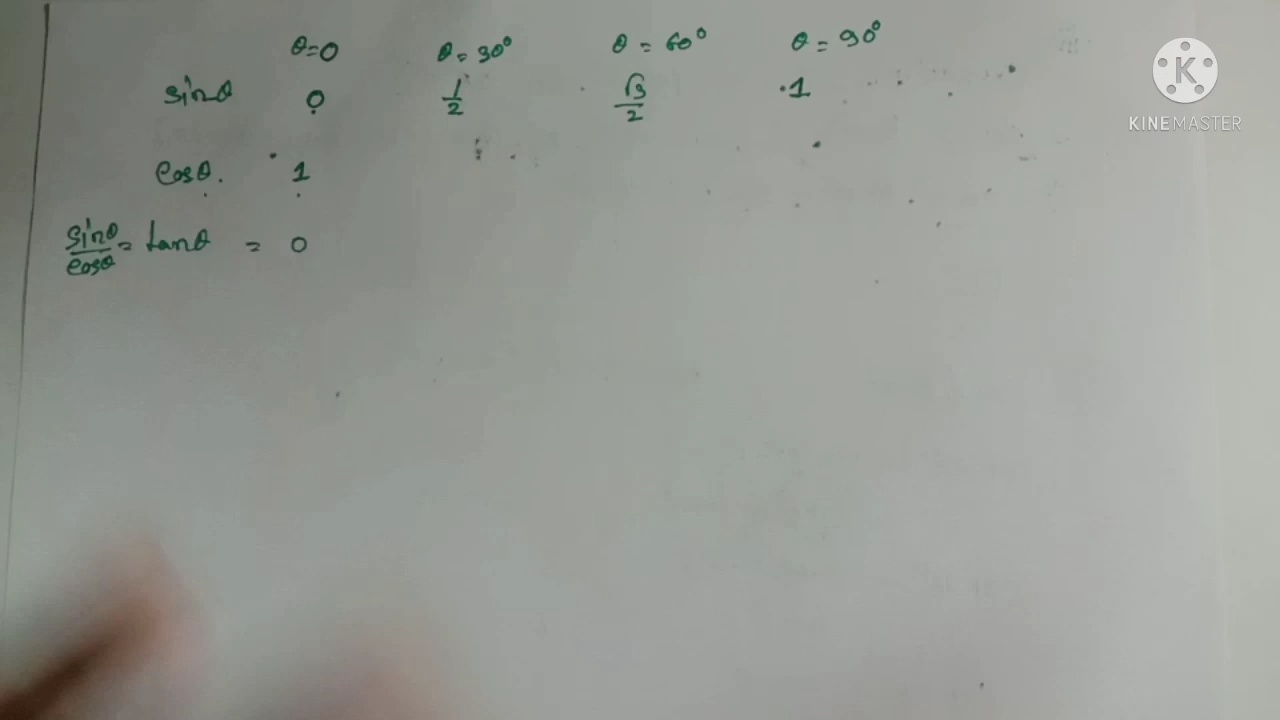 θ=0 θ=30° θ=60° θ=90°
sinθ 0 1/2 √3/2 1
cosθ. 1
sinθ/cosθ = tanθ = 0
K
KINEMASTER